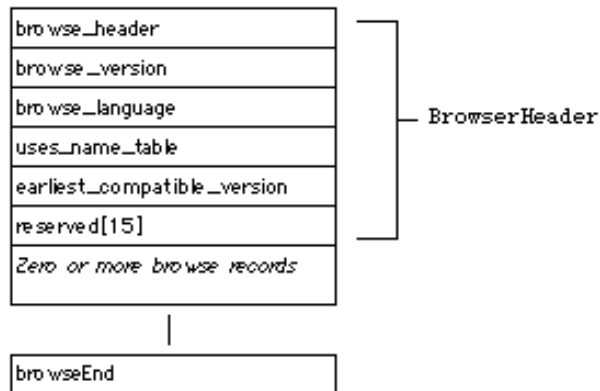 browse_header
browse_version
browse_language
uses_name_table
earliest_compatible_version
reserved[15]
Zero or more browse records
BrowserHeader
browseEnd